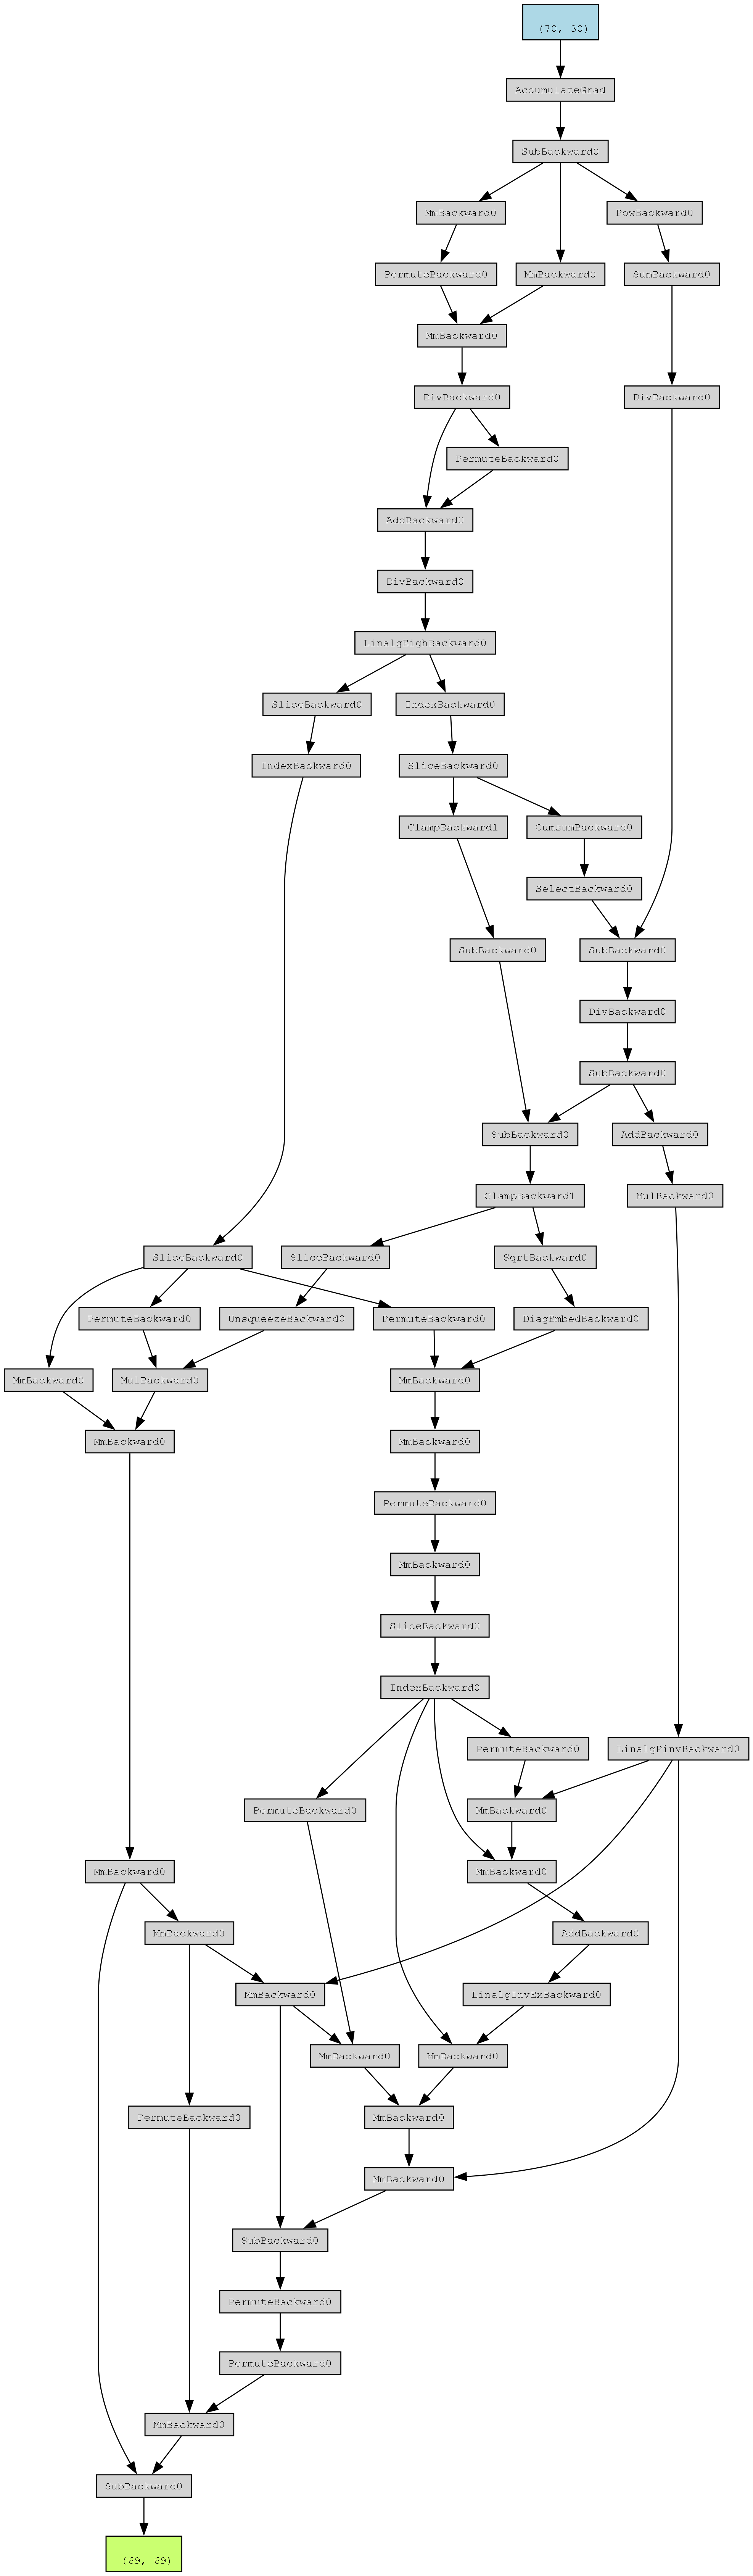 (70, 30)
AccumulateGrad
SubBackward0
MmBackward0
PowBackward0
PermuteBackward0
MmBackward0
SumBackward0
MmBackward0
DivBackward0
DivBackward0
PermuteBackward0
AddBackward0
DivBackward0
LinalgEighBackward0
SliceBackward0
IndexBackward0
IndexBackward0
SliceBackward0
ClampBackward1
CumsumBackward0
SelectBackward0
SubBackward0
SubBackward0
DivBackward0
SubBackward0
SubBackward0
AddBackward0
ClampBackward1
MulBackward0
SliceBackward0
SliceBackward0
SqrtBackward0
PermuteBackward0
UnsqueezeBackward0
PermuteBackward0
DiagEmbedBackward0
MmBackward0
MulBackward0
MmBackward0
MmBackward0
MmBackward0
PermuteBackward0
MmBackward0
SliceBackward0
IndexBackward0
PermuteBackward0
LinalgPinvBackward0
PermuteBackward0
MmBackward0
MmBackward0
MmBackward0
MmBackward0
AddBackward0
MmBackward0
LinalgInvExBackward0
MmBackward0
MmBackward0
PermuteBackward0
MmBackward0
MmBackward0
SubBackward0
PermuteBackward0
PermuteBackward0
MmBackward0
SubBackward0
(69, 69)